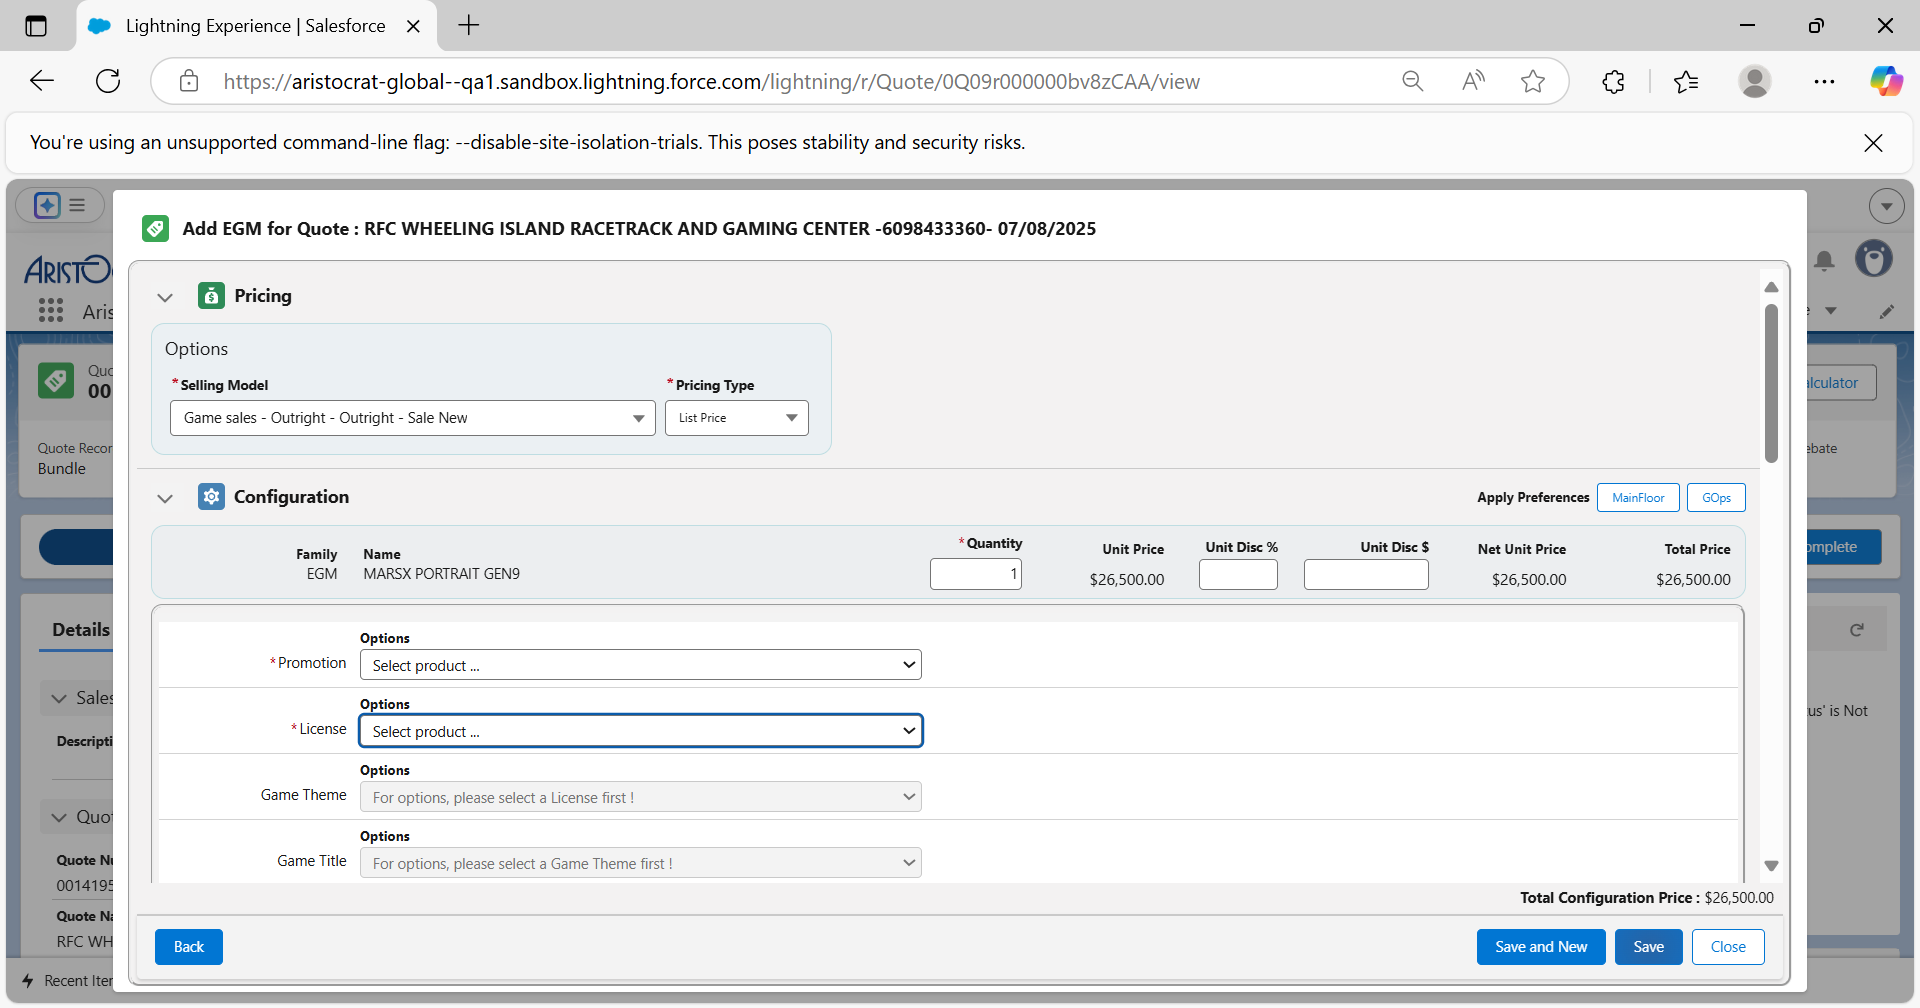 Lightning Experience | Salesforce
https://aristocrat-global--qa1.sandbox.lightning.force.com/lightning/r/Quote/0Q09r000000bv8zCAA/view
You're using an unsupported command-line flag: --disable-site-isolation-trials. This poses stability and security risks.
Add EGM for Quote : RFC WHEELING ISLAND RACETRACK AND GAMING CENTER -6098433360- 07/08/2025
Pricing
Options
*Selling Model
*Pricing Type
Game sales - Outright - Outright - Sale New
List Price
Configuration
Apply Preferences
MainFloor
GOps
Family
EGM
Name
MARSX PORTRAIT GEN9
*Quantity
1
Unit Price
$26,500.00
Unit Disc %
Unit Disc $
Net Unit Price
$26,500.00
Total Price
$26,500.00
Options
*Promotion
Select product ...
Options
*License
Select product ...
Options
Game Theme
For options, please select a License first !
Options
Game Title
For options, please select a Game Theme first !
Total Configuration Price : $26,500.00
Back
Save and New
Save
Close
ARISTOC
Aris
Quo
00
Quote Recor
Bundle
alculator
ebate
omplete
Details
Sales
Descripti
us' is Not
Quot
Quote Nu
0014195
Quote Na
RFC WH
Recent Iter